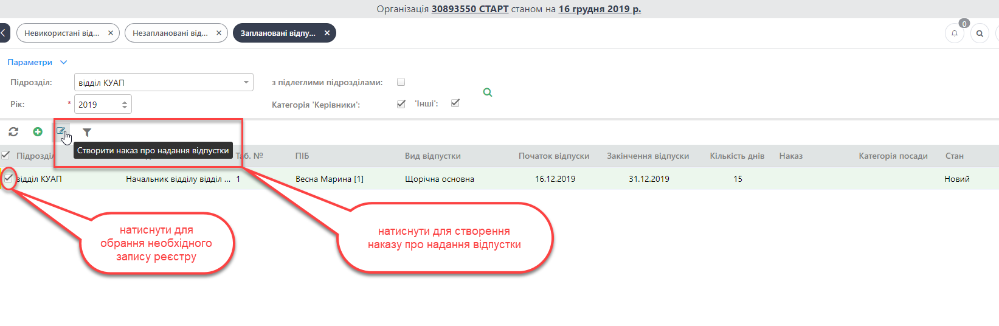 Організація 30893550 СТАРТ станом на 16 грудня 2019 р.
Невикористані від... ✕ Незаплановані від... ✕ Заплановані відпу... ✕ 0
Параметри
Підрозділ: відділ КУАП з підлеглими підрозділами:
Рік: * 2019 Категорія 'Керівники': 'Інші':
Створити наказ про надання відпустки
Підрозділ Таб. № ПІБ Вид відпустки Початок відпуски Закінчення відпуски Кількість днів Наказ Категорія посади Стан
відділ КУАП Начальник відділу відділ ... 1 Весна Марина [1] Щорічна основна 16.12.2019 31.12.2019 15 Новий
натиснути для
обрання необхідного
запису реєстру
натиснути для створення
наказу про надання відпустки